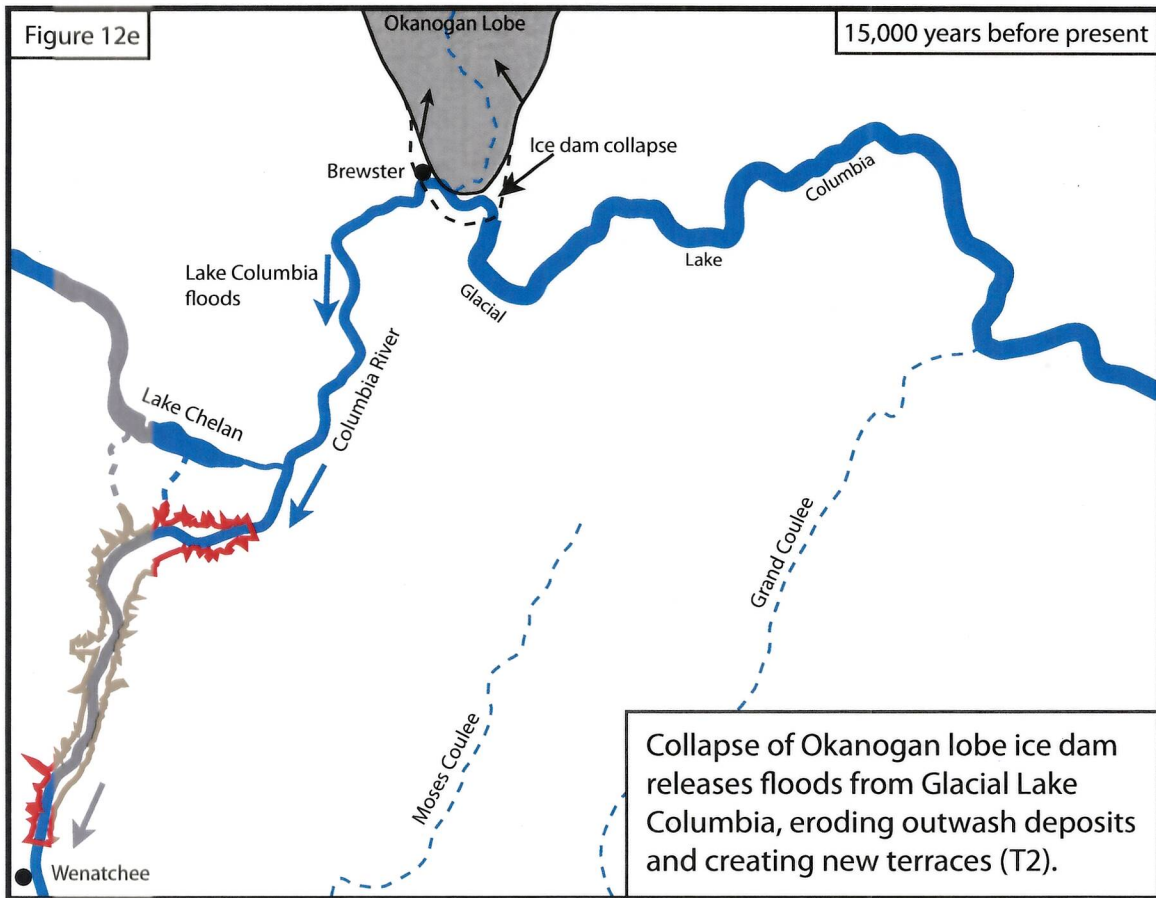 Figure 12e
Okanogan Lobe
15,000 years before present
Ice dam collapse
Brewster
Columbia
Lake
Glacial
Lake Columbia
floods
Columbia River
Lake Chelan
Grand Coulee
Moses Coulee
Wenatchee
Collapse of Okanogan lobe ice dam
releases floods from Glacial Lake
Columbia, eroding outwash deposits
and creating new terraces (T2).